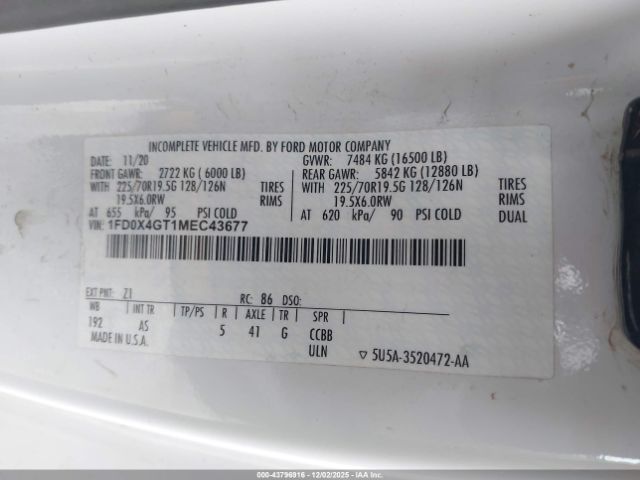 INCOMPLETE VEHICLE MFD. BY FORD MOTOR COMPANY
DATE: 11/20 GVWR: 7484 KG (16500 LB)
FRONT GAWR: 2722 KG ( 6000 LB) REAR GAWR: 5842 KG (12880 LB)
WITH 225/70R19.5G 128/126N TIRES WITH 225/70R19.5G 128/126N TIRES
19.5X6.0RW RIMS 19.5X6.0RW RIMS
AT 655 kPa/ 95 PSI COLD AT 620 kPa/ 90 PSI COLD DUAL
VIN: 1FD0X4GT1MEC43677
EXT PNT: Z1 RC: 86 DSO:
WB INT TR TP/PS R AXLE TR SPR
192 AS 5 41 G CCBB
MADE IN U.S.A. ULN ▽ 5U5A-3520472-AA
000-43796916 | 12/02/2025 - IAA, Inc.